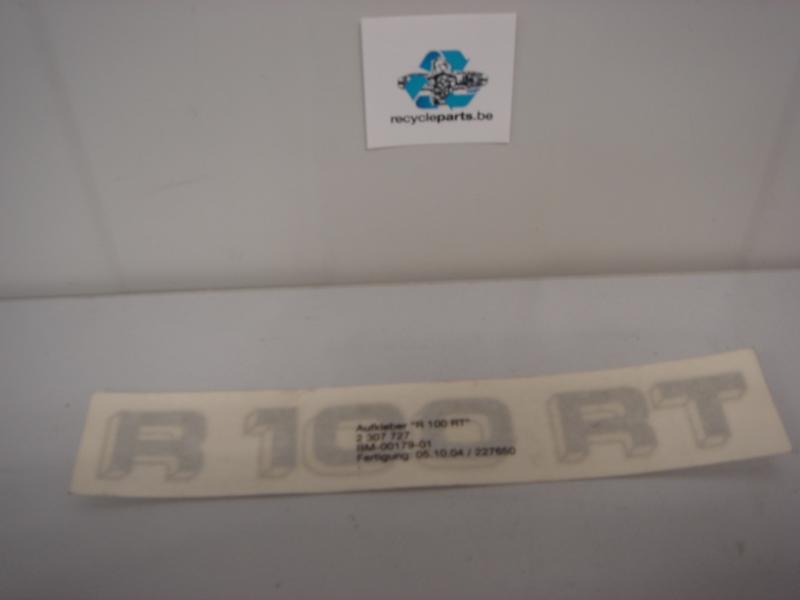 recycleparts.be
R 100 RT
Aufkleber "R 100 RT"
2 307 727
BM-00179-01
Fertigung: 05.10.04 / 227650